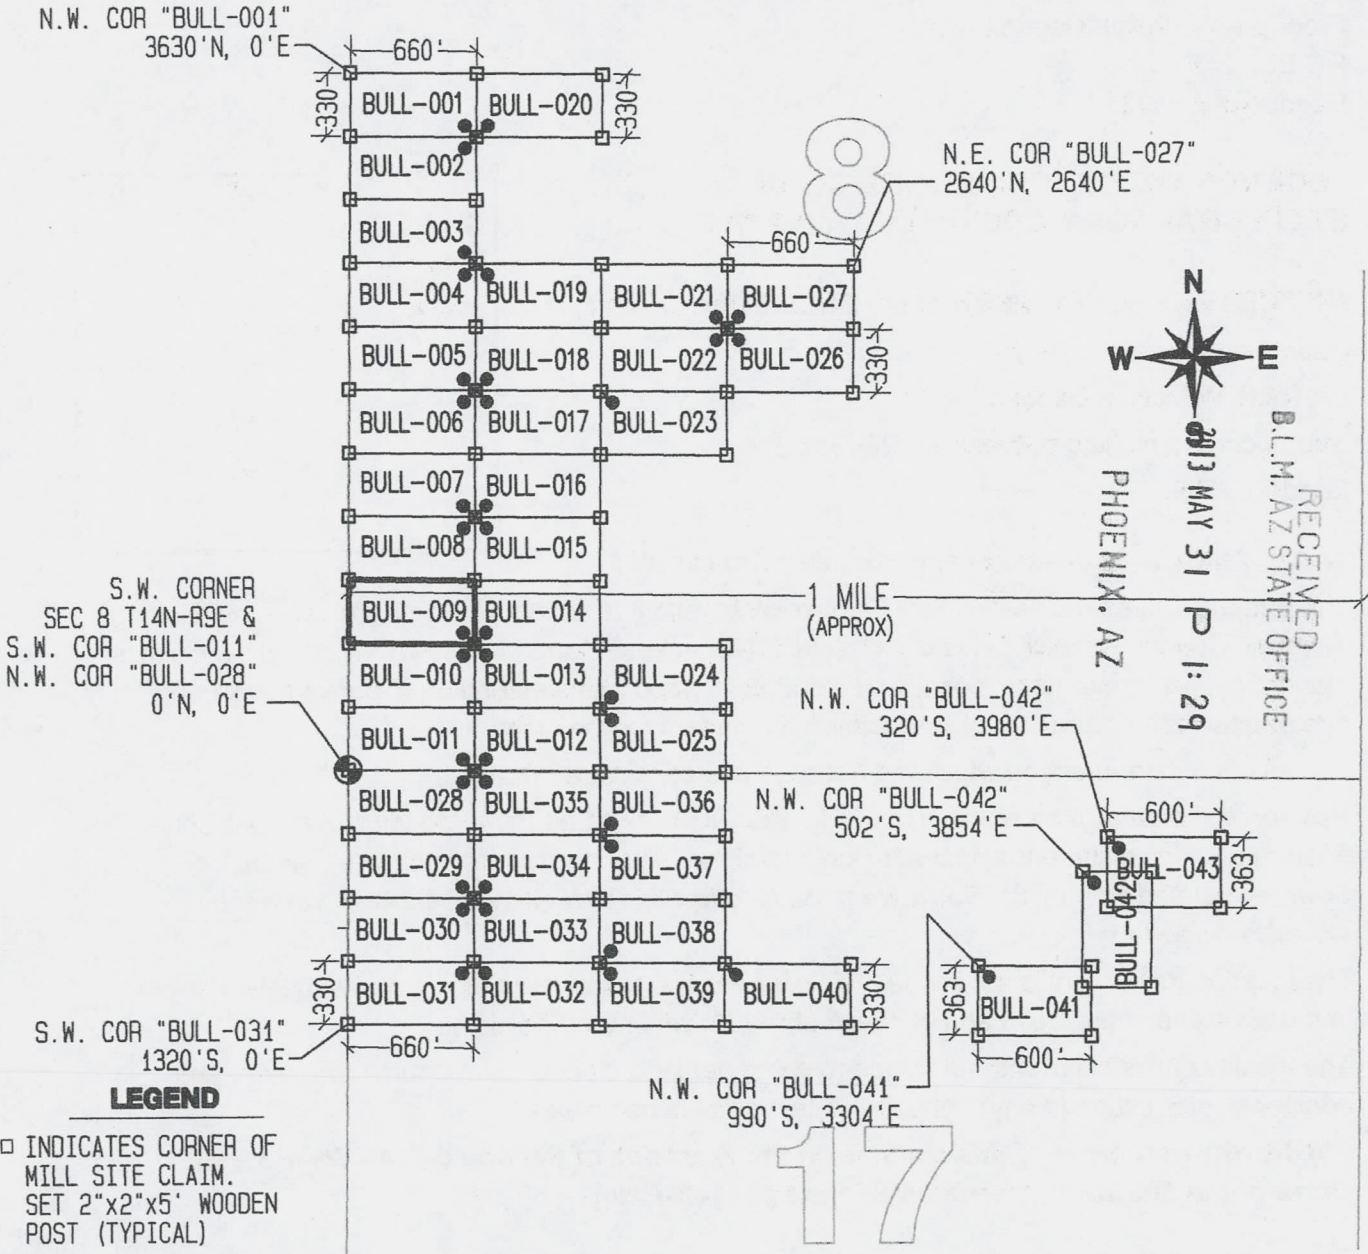 N.W. COR "BULL-001"
3630'N, 0'E
660'
330
BULL-001
BULL-020
330
BULL-002
BULL-003
8
N.E. COR "BULL-027"
2640'N, 2640'E
660'
BULL-004
BULL-019
BULL-021
BULL-027
BULL-005
BULL-018
BULL-022
BULL-026
330
BULL-006
BULL-017
BULL-023
BULL-007
BULL-016
BULL-008
BULL-015
N
W
E
RECEIVED
B.L.M. AZ STATE OFFICE
2013 MAY 31 P 1:29
PHOENIX, AZ
S.W. CORNER
SEC 8 T14N-R9E &
S.W. COR "BULL-011"
N.W. COR "BULL-028"
0'N, 0'E
BULL-009
BULL-014
1 MILE
(APPROX)
BULL-010
BULL-013
BULL-024
BULL-011
BULL-012
BULL-025
N.W. COR "BULL-042"
320'S, 3980'E
BULL-028
BULL-035
BULL-036
N.W. COR "BULL-042"
502'S, 3854'E
600'
BULL-043
363
BULL-042
BULL-029
BULL-034
BULL-037
BULL-030
BULL-033
BULL-038
330
BULL-031
BULL-032
BULL-039
BULL-040
330
363
BULL-041
600'
S.W. COR "BULL-031"
1320'S, 0'E
660'
N.W. COR "BULL-041"
990'S, 3304'E
17
LEGEND
□ INDICATES CORNER OF
MILL SITE CLAIM.
SET 2"x2"x5' WOODEN
POST (TYPICAL)